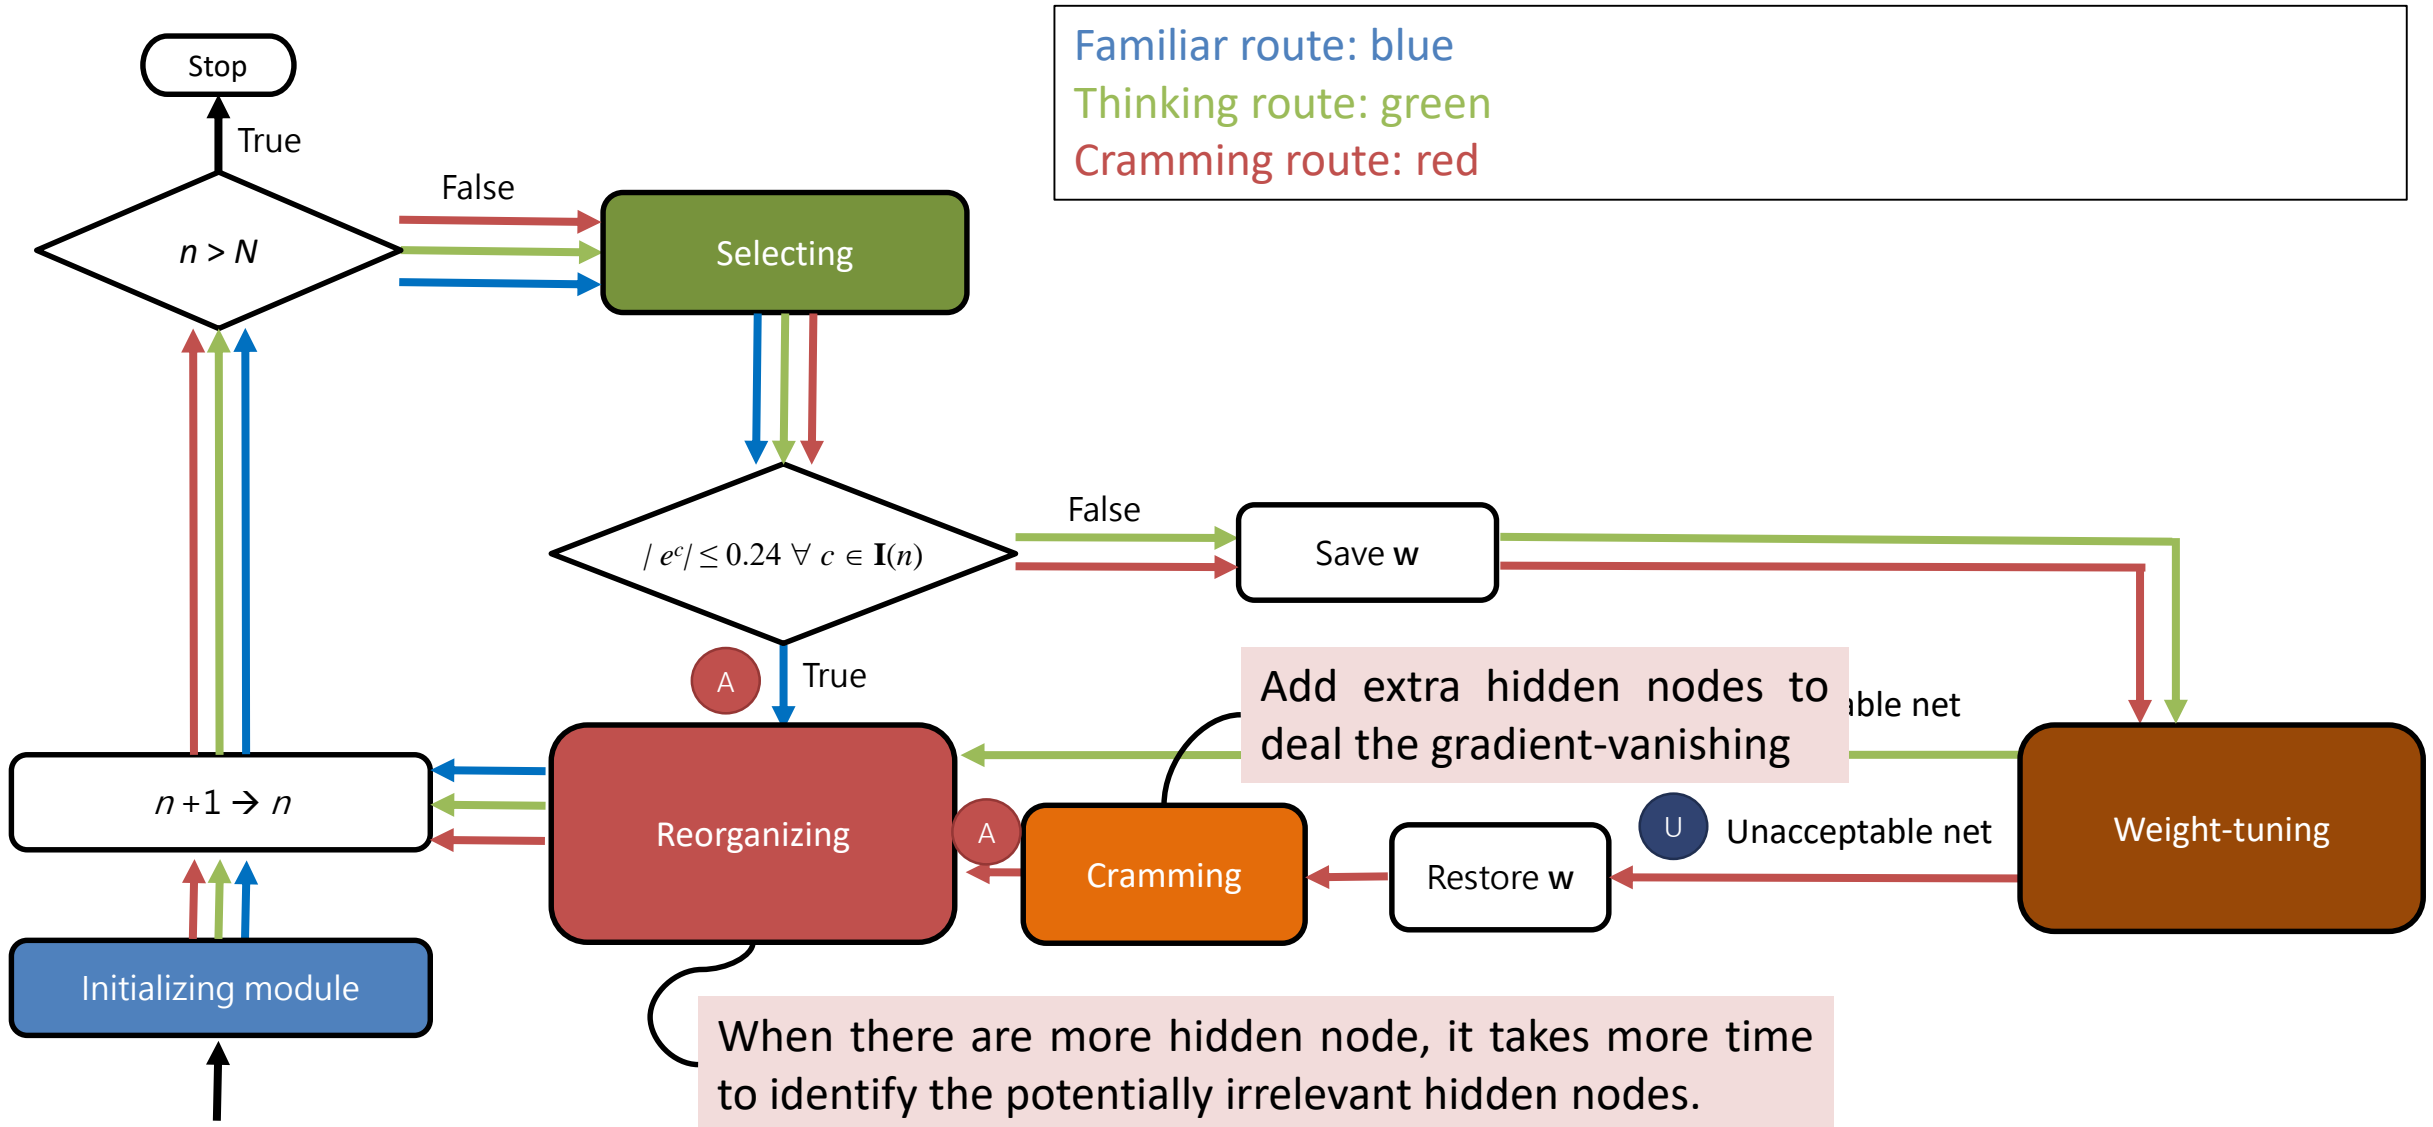 Familiar route: blue
Thinking route: green
Cramming route: red
Stop
True
False
n > N
Selecting
False
| eᶜ| ≤ 0.24 ∀ c ∈ I(n)
Save w
A
True
Add extra hidden nodes to
deal the gradient-vanishing
net
n +1 → n
Reorganizing
A
Cramming
Restore w
U
Unacceptable net
Weight-tuning
Initializing module
When there are more hidden node, it takes more time
to identify the potentially irrelevant hidden nodes.